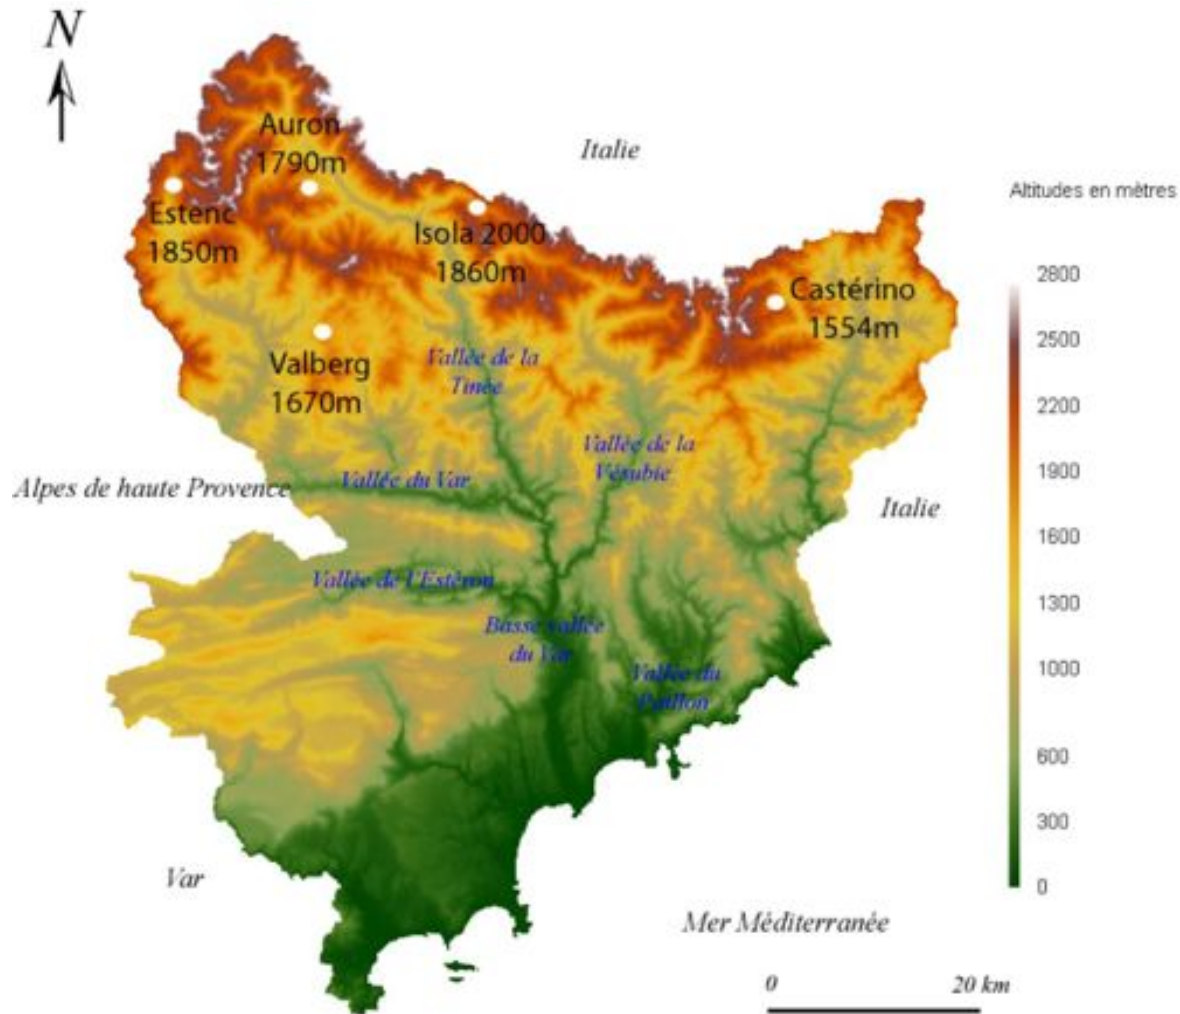 N
Auron
1790m
Italie
Altitudes en mètres
Estenc
1850m
Isola 2000
1860m
Castérino
1554m
Valberg
1670m
Vallée de la
Tinée
Vallée de la
Vésubie
Vallée du Var
Alpes de haute Provence
Italie
Vallée de l'Estéron
Basse vallée
du Var
Vallée du
Paillon
Var
Mer Méditerranée
2800
2500
2200
1900
1600
1300
1000
600
300
0
0
20 km